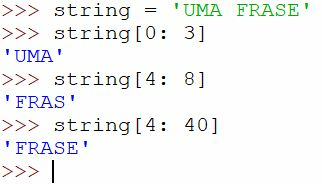 >>> string = 'UMA FRASE'
>>> string[0: 3]
'UMA'
>>> string[4: 8]
'FRAS'
>>> string[4: 40]
'FRASE'
>>>